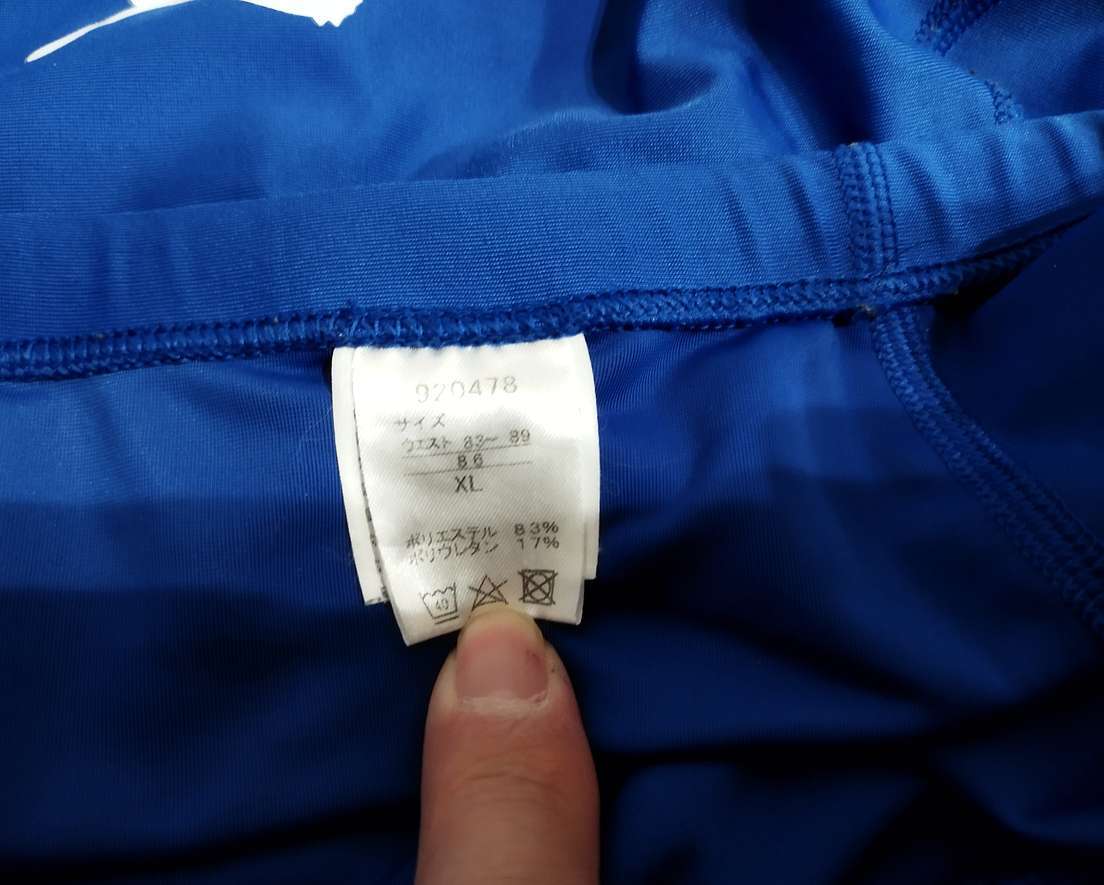 920478
サイズ
ウエスト 83～ 89
86
XL
ポリエステル 83%
ポリウレタン 17%
40